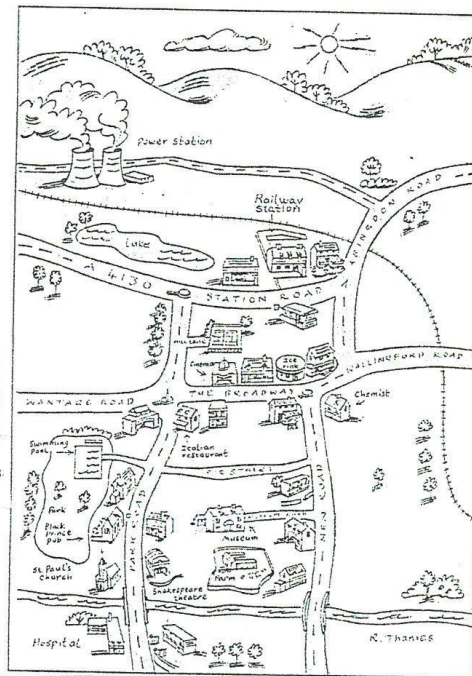 Power Station
Railway
Station
ABINGDON ROAD
Lake
A 4130
STATION ROAD
Cinema
Ice
rink
WALLINGFORD ROAD
WANTAGE ROAD
THE BROADWAY
Chemist
Swimming
Pool
Italian
restaurant
Park
Black
Prince
pub
PARK ROAD
Museum
NEW ROAD
St. Paul's
church
Shakespeare
theatre
Farm
Hospital
R. Thames